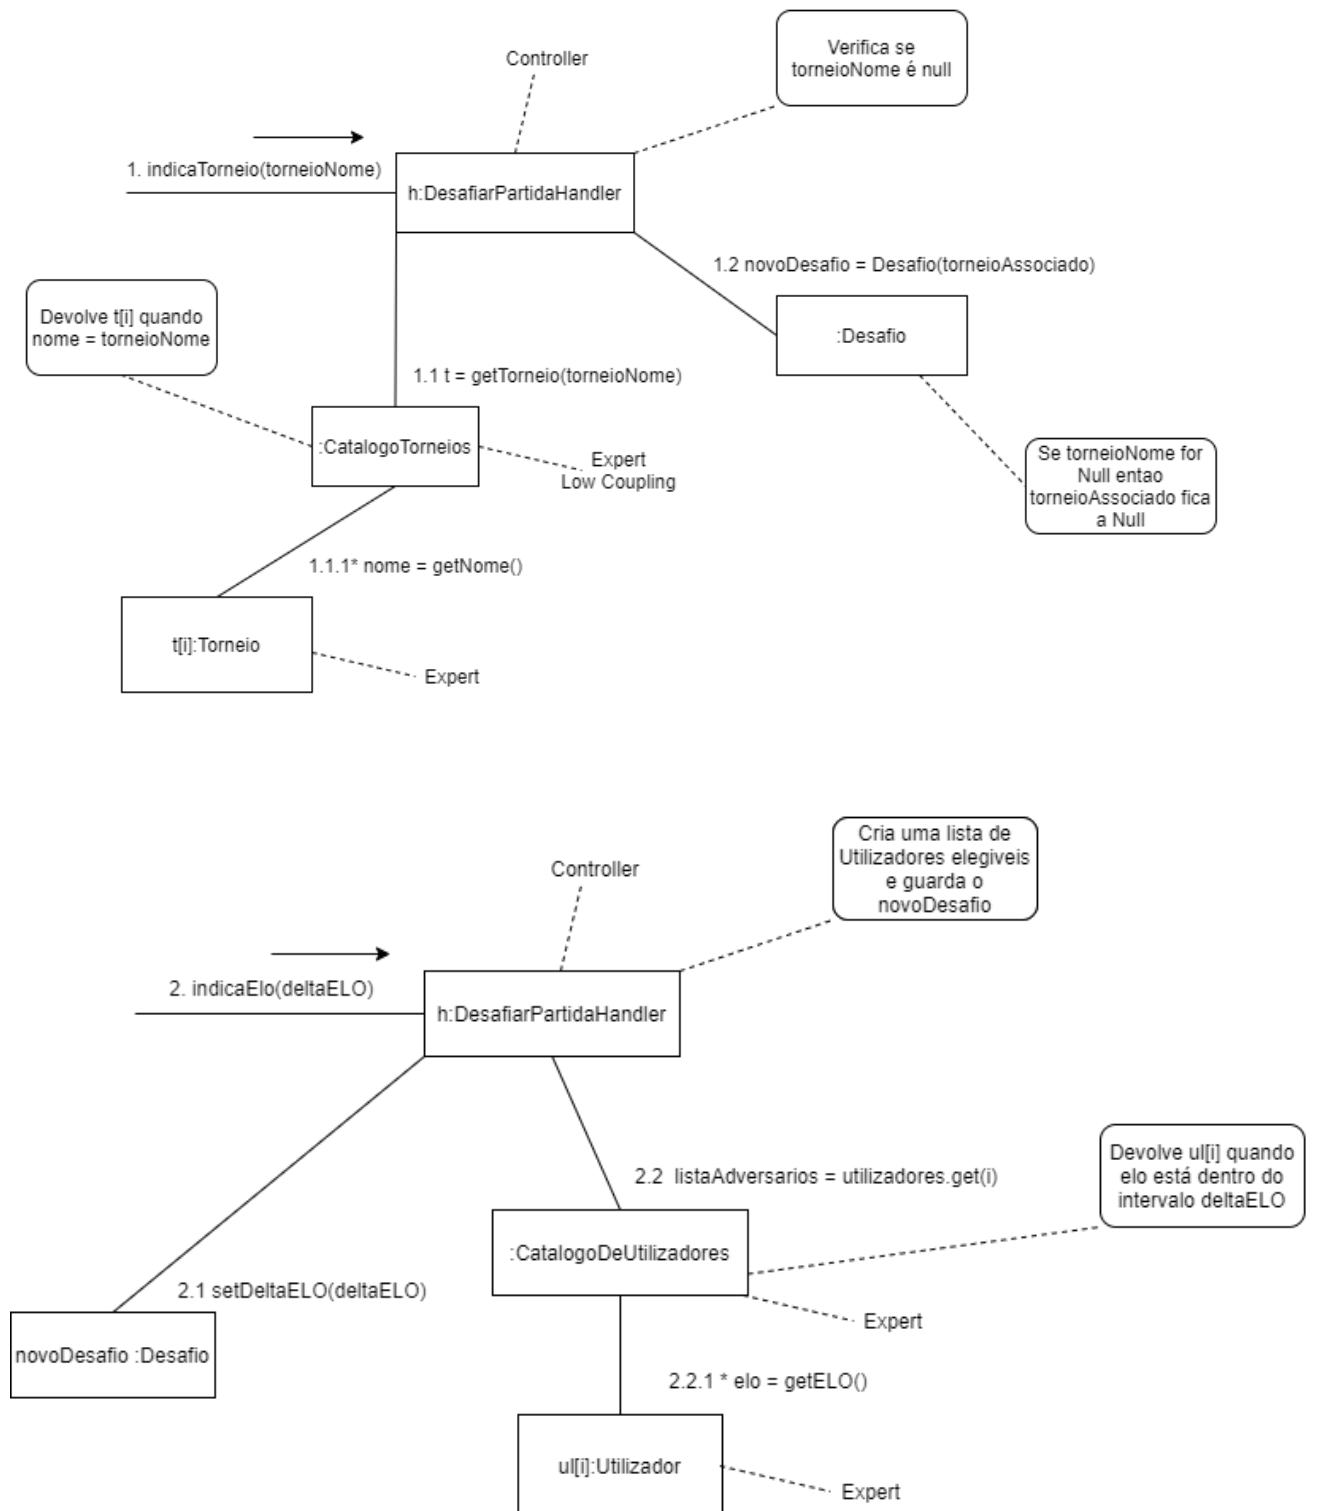 Verifica se
torneioNome é null
Controller
1. indicaTorneio(torneioNome)
h:DesafiarPartidaHandler
1.2 novoDesafio = Desafio(torneioAssociado)
Devolve t[i] quando
nome = torneioNome
:Desafio
1.1 t = getTorneio(torneioNome)
:CatalogoTorneios
Expert
Low Coupling
Se torneioNome for
Null entao
torneioAssociado fica
a Null
1.1.1* nome = getNome()
t[i]:Torneio
Expert
Cria uma lista de
Utilizadores elegiveis
e guarda o
novoDesafio
Controller
2. indicaElo(deltaELO)
h:DesafiarPartidaHandler
Devolve ul[i] quando
elo está dentro do
intervalo deltaELO
2.2 listaAdversarios = utilizadores.get(i)
:CatalogoDeUtilizadores
2.1 setDeltaELO(deltaELO)
Expert
novoDesafio :Desafio
2.2.1 * elo = getELO()
ul[i]:Utilizador
Expert